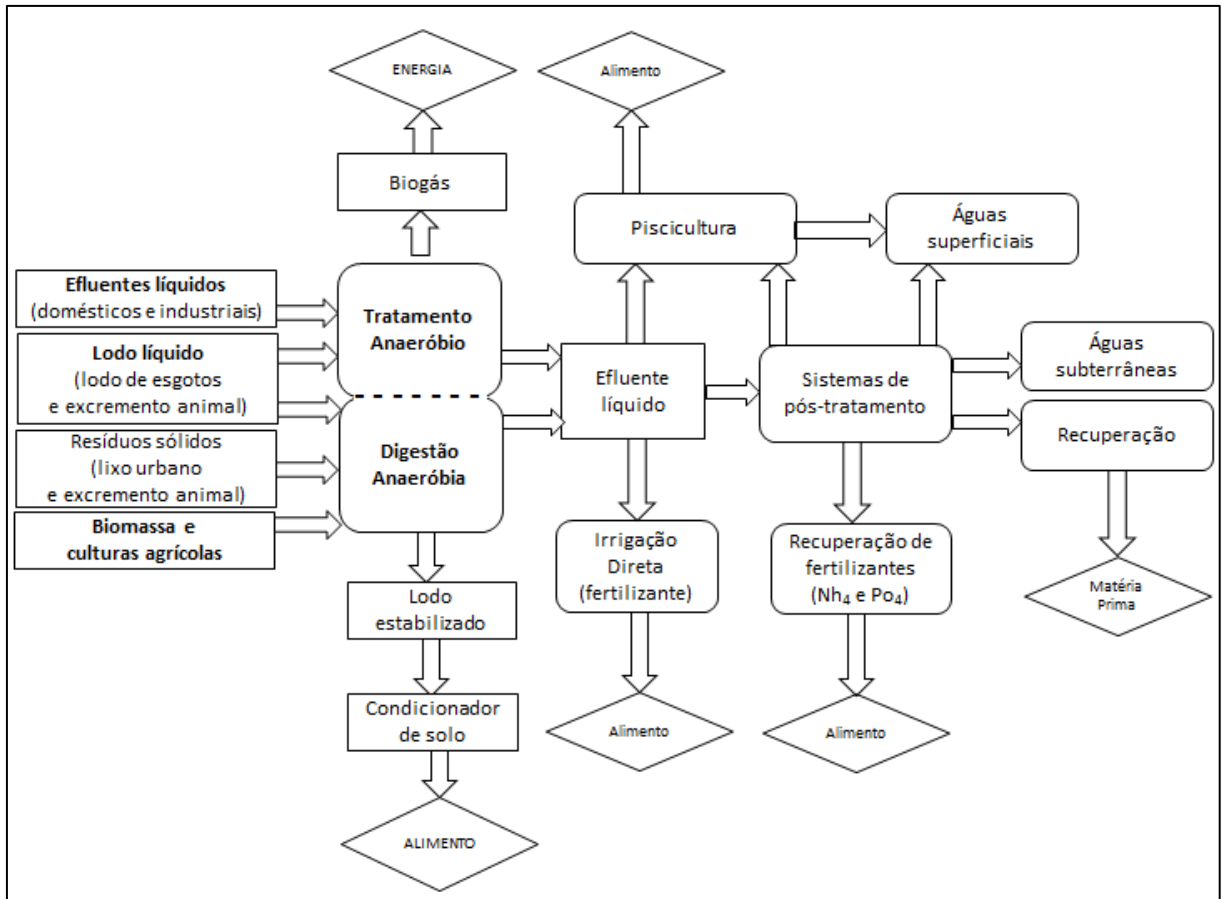 ENERGIA
Alimento
Biogás
Piscicultura
Águas
superficiais
Efluentes líquidos
(domésticos e industriais)
Lodo líquido
(lodo de esgotos
e excremento animal)
Resíduos sólidos
(lixo urbano
e excremento animal)
Biomassa e
culturas agrícolas
Tratamento
Anaeróbio
Digestão
Anaeróbia
Efluente
líquido
Sistemas de
pós-tratamento
Águas
subterrâneas
Recuperação
Lodo
estabilizado
Irrigação
Direta
(fertilizante)
Recuperação de
fertilizantes
(Nh₄ e Po₄)
Matéria
Prima
Condicionador
de solo
Alimento
Alimento
ALIMENTO